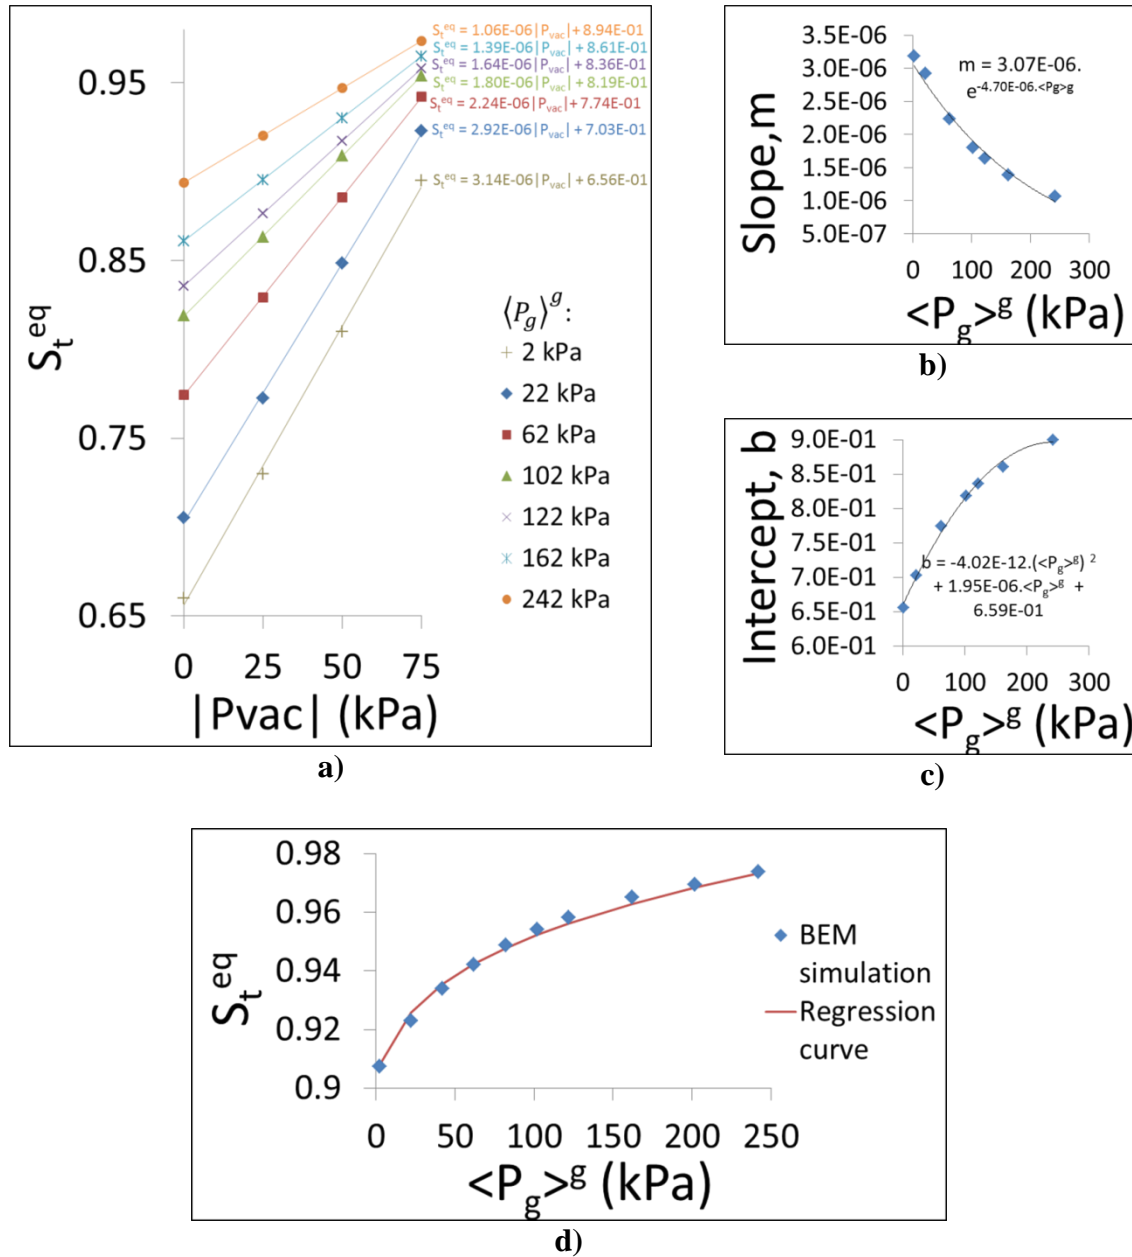 S_t^eq = 1.06E-06|P_vac| + 8.94E-01
S_t^eq = 1.39E-06|P_vac| + 8.61E-01
S_t^eq = 1.64E-06|P_vac| + 8.36E-01
S_t^eq = 1.80E-06|P_vac| + 8.19E-01
S_t^eq = 2.24E-06|P_vac| + 7.74E-01
S_t^eq = 2.92E-06|P_vac| + 7.03E-01
S_t^eq = 3.14E-06|P_vac| + 6.56E-01
0.95
0.85
0.75
0.65
S_t^eq
⟨P_g⟩^g:
2 kPa
22 kPa
62 kPa
102 kPa
122 kPa
162 kPa
242 kPa
0 25 50 75
|Pvac| (kPa)
a)
3.5E-06
3.0E-06
2.5E-06
2.0E-06
1.5E-06
1.0E-06
5.0E-07
Slope,m
m = 3.07E-06.
e^-4.70E-06.<Pg>g
0 100 200 300
<P_g>^g (kPa)
b)
9.0E-01
8.5E-01
8.0E-01
7.5E-01
7.0E-01
6.5E-01
6.0E-01
Intercept, b
b = -4.02E-12.(<P_g>^g)^2
+ 1.95E-06.<P_g>^g +
6.59E-01
0 100 200 300
<P_g>^g (kPa)
c)
0.98
0.96
0.94
0.92
0.9
S_t^eq
BEM
simulation
Regression
curve
0 50 100 150 200 250
<P_g>^g (kPa)
d)